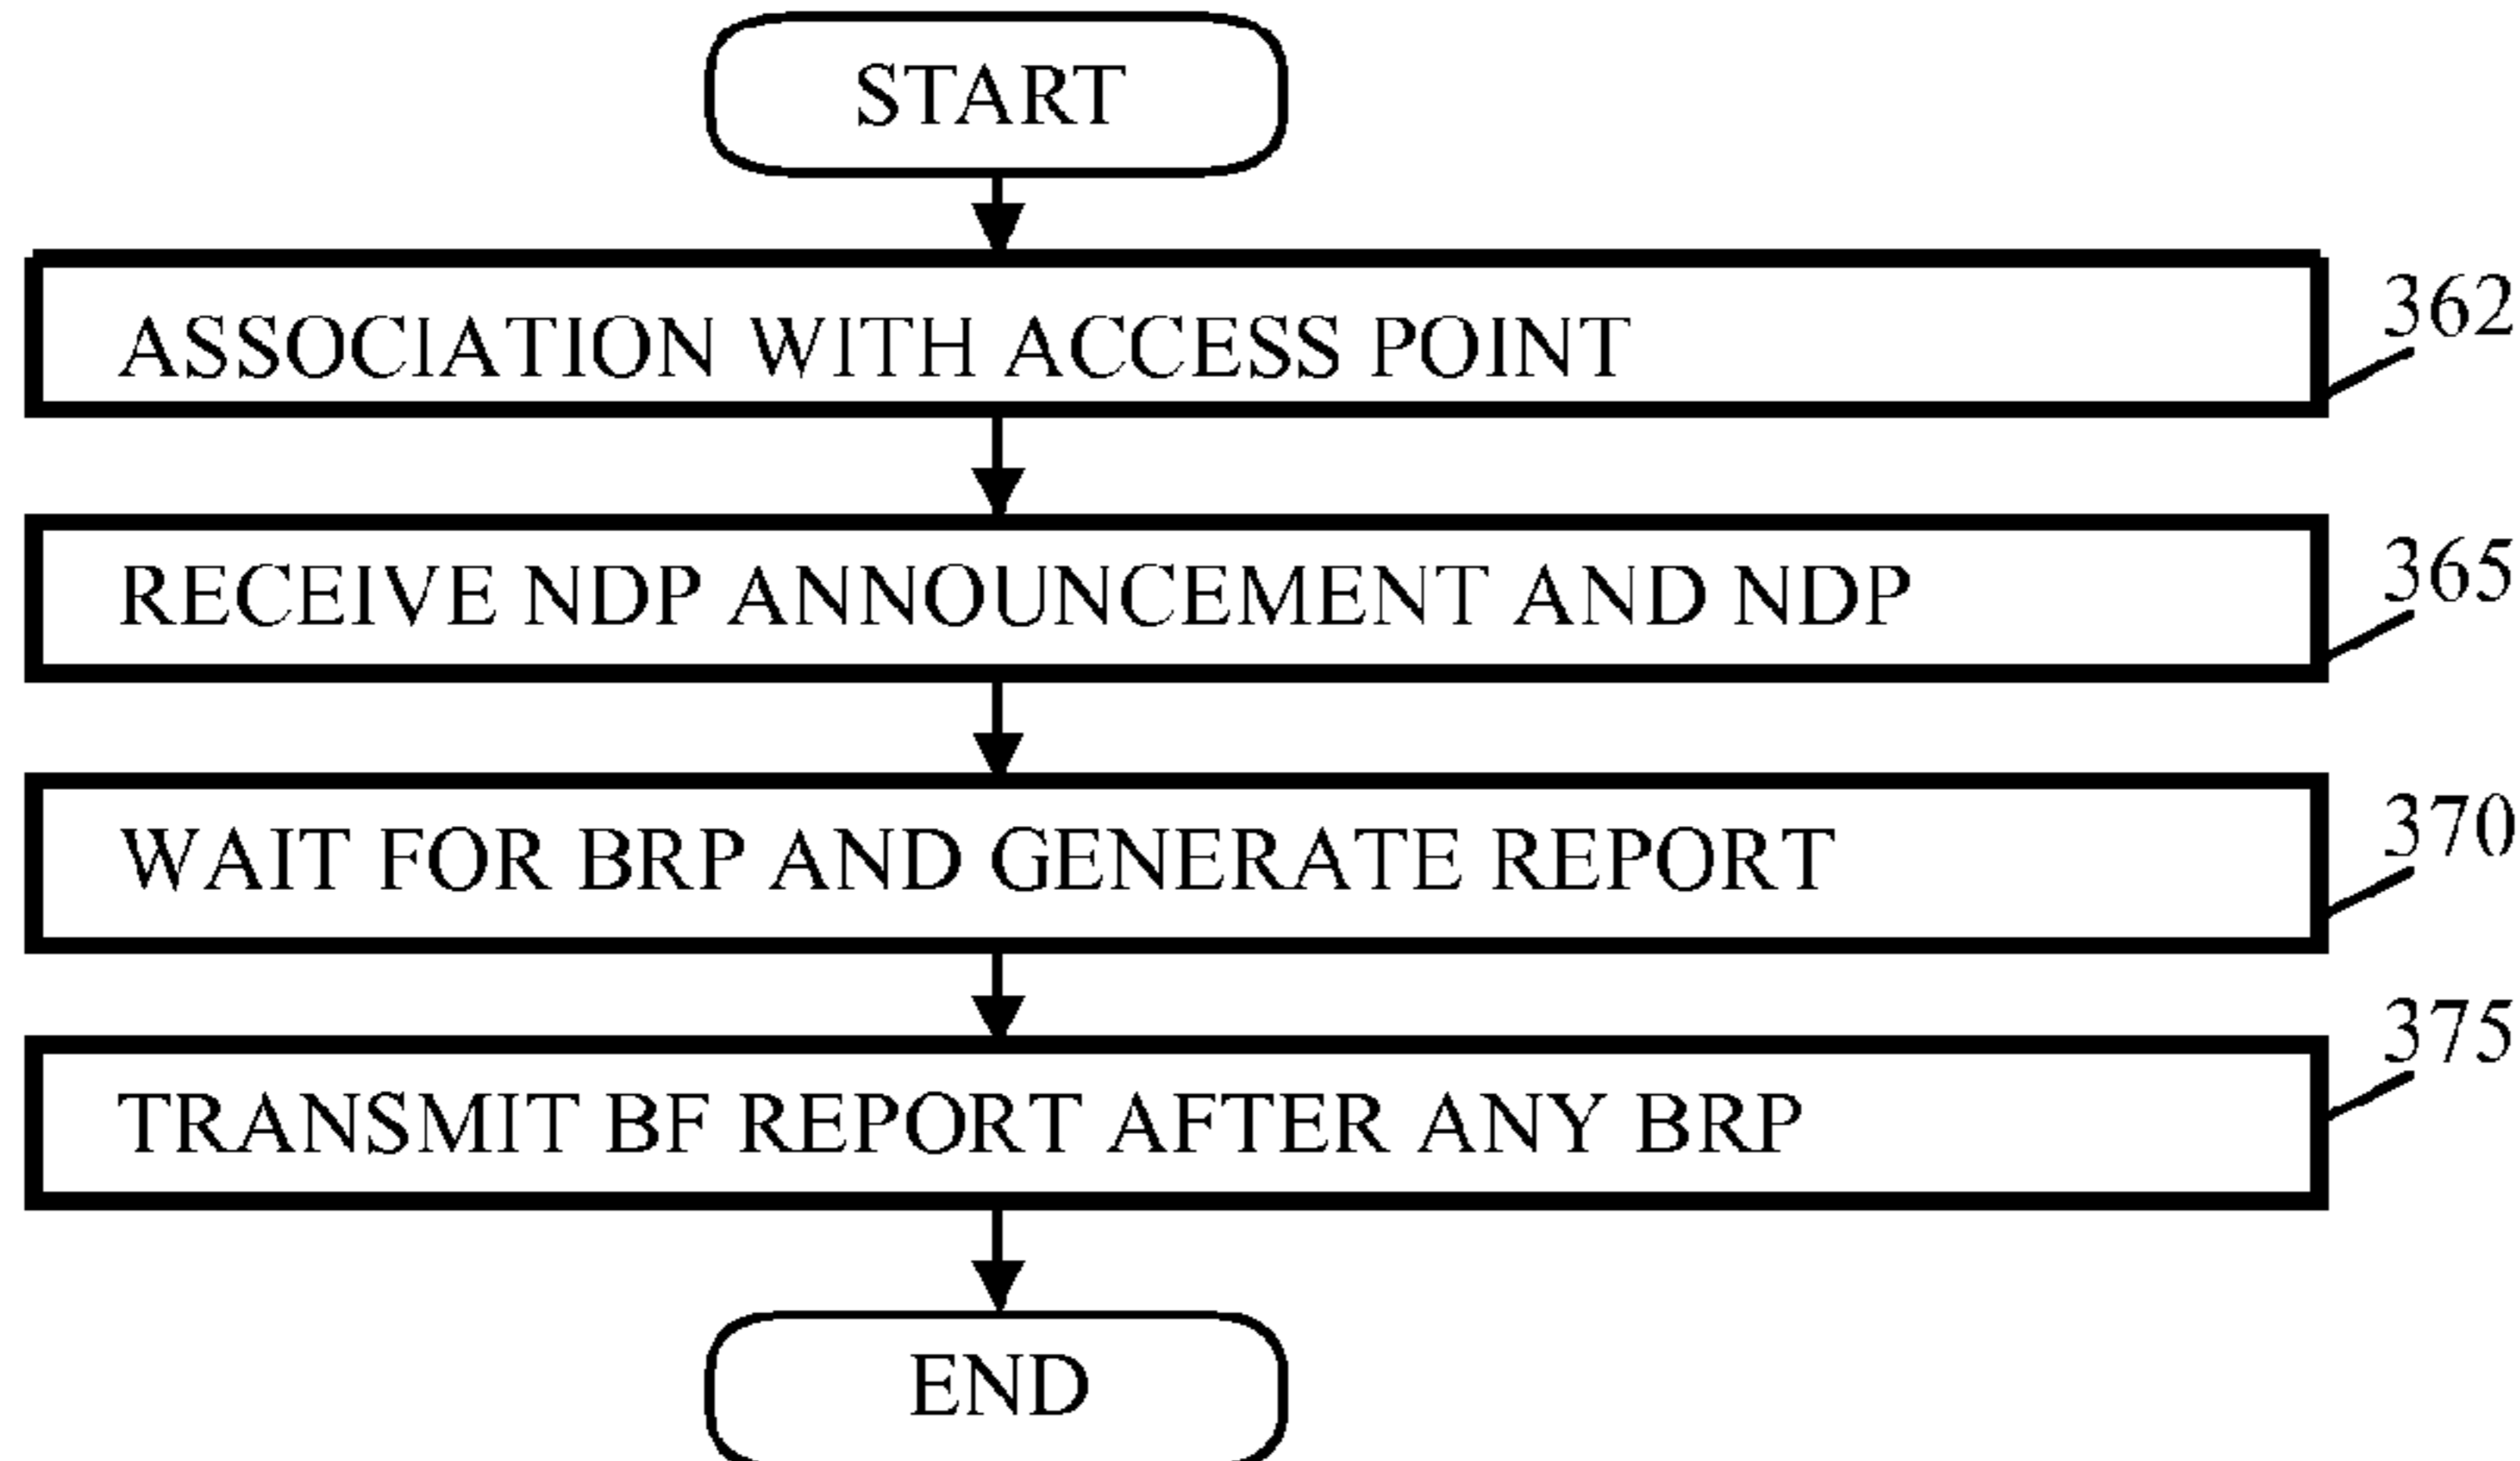 START
ASSOCIATION WITH ACCESS POINT
362
RECEIVE NDP ANNOUNCEMENT AND NDP
365
WAIT FOR BRP AND GENERATE REPORT
370
TRANSMIT BF REPORT AFTER ANY BRP
375
END